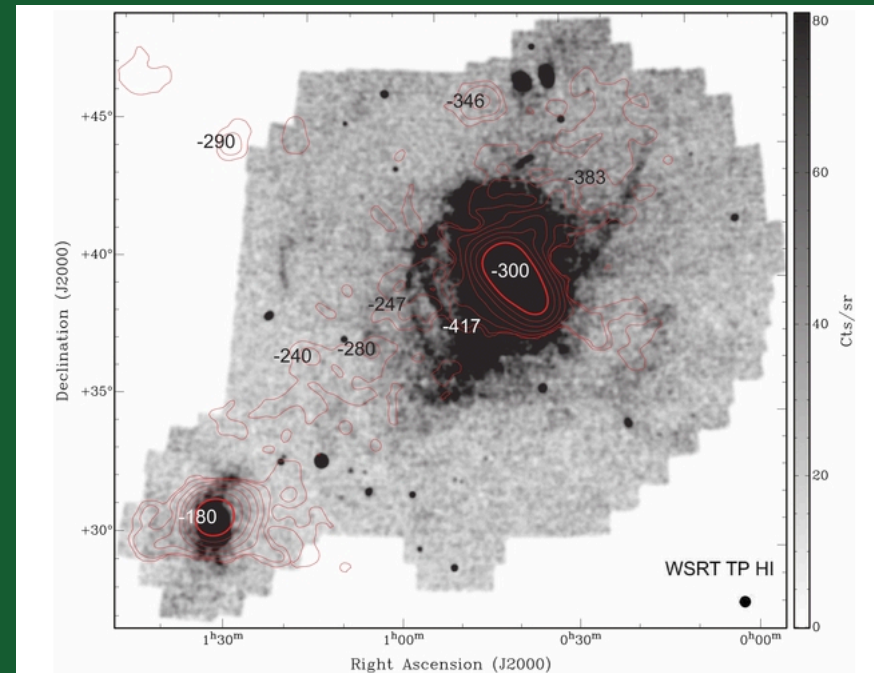 80
+45°
-346
-290
-383
60
+40°
-300
-247
-417
40
-240
-280
+35°
20
-180
+30°
WSRT TP HI
0
1ʰ30ᵐ
1ʰ00ᵐ
0ʰ30ᵐ
0ʰ00ᵐ
Right Ascension (J2000)
Declination (J2000)
Cts/sr